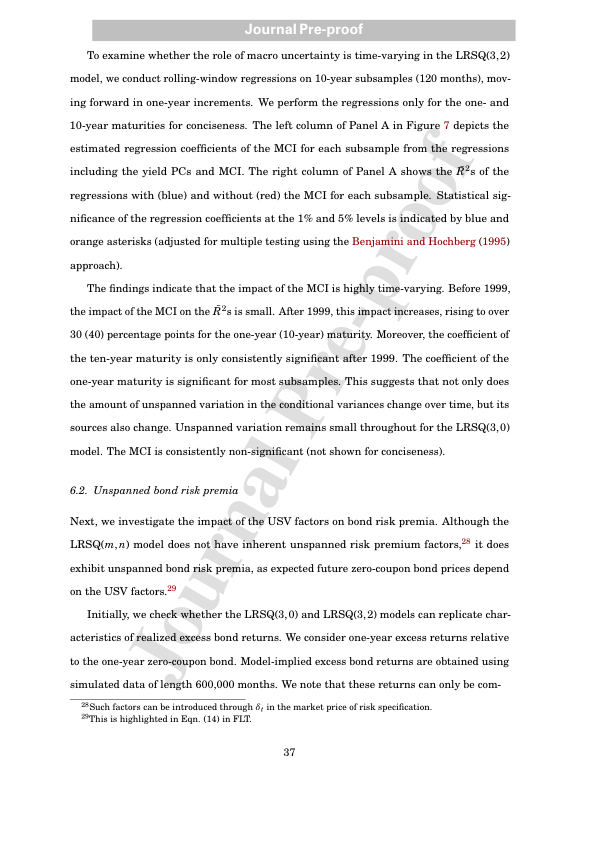 Journal Pre-proof
To examine whether the role of macro uncertainty is time-varying in the LRSQ(3,2)
model, we conduct rolling-window regressions on 10-year subsamples (120 months), mov-
ing forward in one-year increments. We perform the regressions only for the one- and
10-year maturities for conciseness. The left column of Panel A in Figure 7 depicts the
estimated regression coefficients of the MCI for each subsample from the regressions
including the yield PCs and MCI. The right column of Panel A shows the R̄²s of the
regressions with (blue) and without (red) the MCI for each subsample. Statistical sig-
nificance of the regression coefficients at the 1% and 5% levels is indicated by blue and
orange asterisks (adjusted for multiple testing using the Benjamini and Hochberg (1995)
approach).
The findings indicate that the impact of the MCI is highly time-varying. Before 1999,
the impact of the MCI on the R̄²s is small. After 1999, this impact increases, rising to over
30 (40) percentage points for the one-year (10-year) maturity. Moreover, the coefficient of
the ten-year maturity is only consistently significant after 1999. The coefficient of the
one-year maturity is significant for most subsamples. This suggests that not only does
the amount of unspanned variation in the conditional variances change over time, but its
sources also change. Unspanned variation remains small throughout for the LRSQ(3,0)
model. The MCI is consistently non-significant (not shown for conciseness).
6.2. Unspanned bond risk premia
Next, we investigate the impact of the USV factors on bond risk premia. Although the
LRSQ(m,n) model does not have inherent unspanned risk premium factors,²⁸ it does
exhibit unspanned bond risk premia, as expected future zero-coupon bond prices depend
on the USV factors.²⁹
Initially, we check whether the LRSQ(3,0) and LRSQ(3,2) models can replicate char-
acteristics of realized excess bond returns. We consider one-year excess returns relative
to the one-year zero-coupon bond. Model-implied excess bond returns are obtained using
simulated data of length 600,000 months. We note that these returns can only be com-
²⁸Such factors can be introduced through δₜ in the market price of risk specification.
²⁹This is highlighted in Eqn. (14) in FLT.
37
Journal Pre-proof